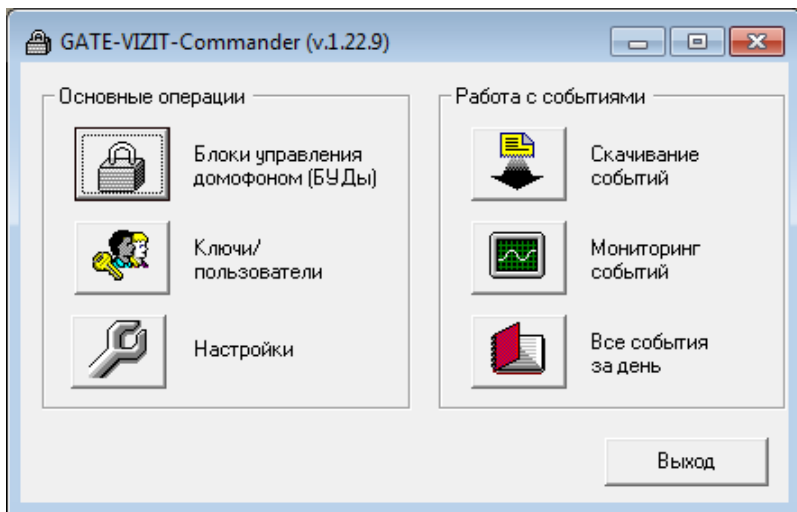 GATE-VIZIT-Commander (v.1.22.9)
Основные операции
Блоки управления
домофоном (БУДы)
Ключи/
пользователи
Настройки
Работа с событиями
Скачивание
событий
Мониторинг
событий
Все события
за день
Выход